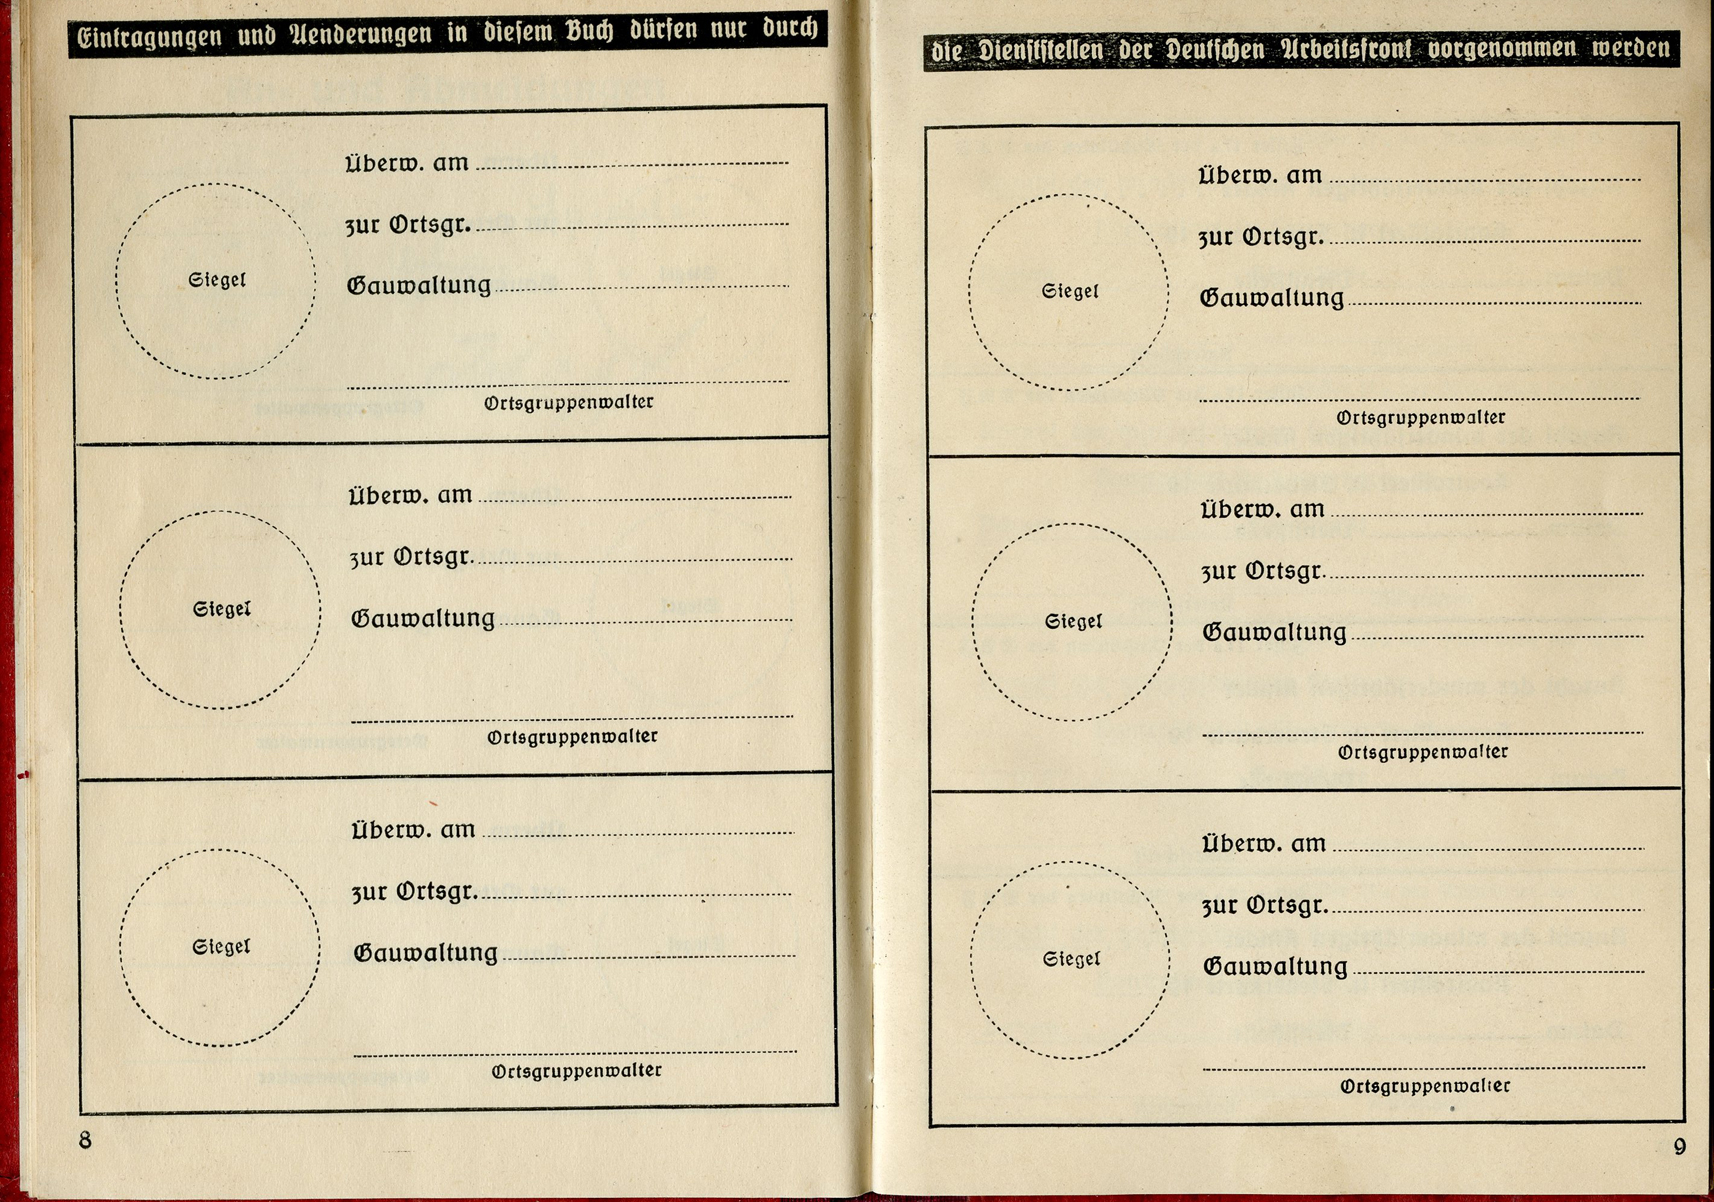 Eintragungen und Aenderungen in diesem Buch dürfen nur durch
Überw. am
zur Ortsgr.
Siegel
Gauwaltung
Ortsgruppenwalter
Überw. am
zur Ortsgr.
Siegel
Gauwaltung
Ortsgruppenwalter
Überw. am
zur Ortsgr.
Siegel
Gauwaltung
Ortsgruppenwalter
8
die Dienststellen der Deutschen Arbeitsfront vorgenommen werden
Überw. am
zur Ortsgr.
Siegel
Gauwaltung
Ortsgruppenwalter
Überw. am
zur Ortsgr.
Siegel
Gauwaltung
Ortsgruppenwalter
Überw. am
zur Ortsgr.
Siegel
Gauwaltung
Ortsgruppenwalter
9